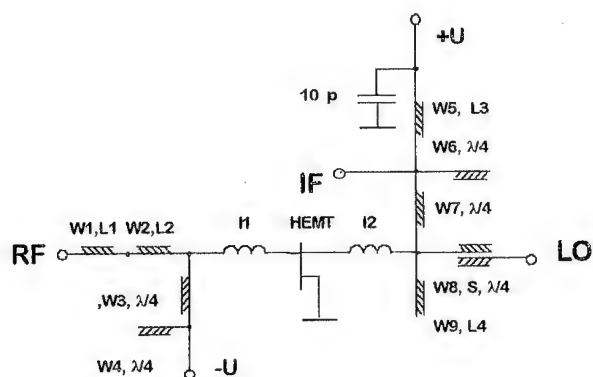 +U
10 p
W5, L3
W6, λ/4
IF
W7, λ/4
W1,L1 W2,L2 l1 HEMT l2
RF
LO
,W3, λ/4
W8, S, λ/4
W9, L4
W4, λ/4
-U